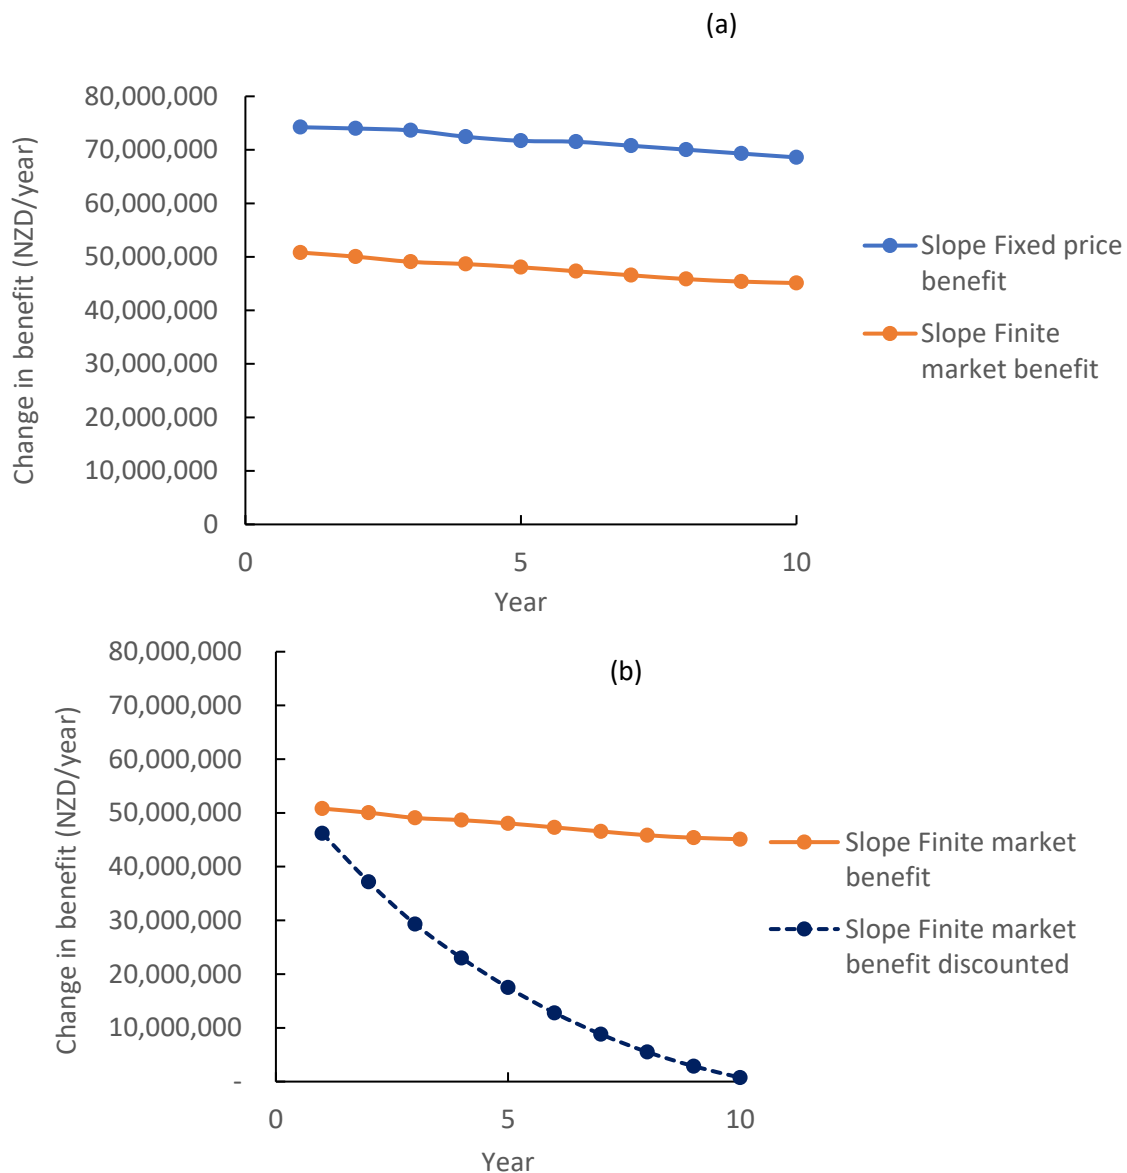 (a)
80,000,000
70,000,000
60,000,000
50,000,000
40,000,000
30,000,000
20,000,000
10,000,000
0
Change in benefit (NZD/year)
0 5 10
Year
Slope Fixed price
benefit
Slope Finite
market benefit
(b)
80,000,000
70,000,000
60,000,000
50,000,000
40,000,000
30,000,000
20,000,000
10,000,000
-
Change in benefit (NZD/year)
0 5 10
Year
Slope Finite market
benefit
Slope Finite market
benefit discounted